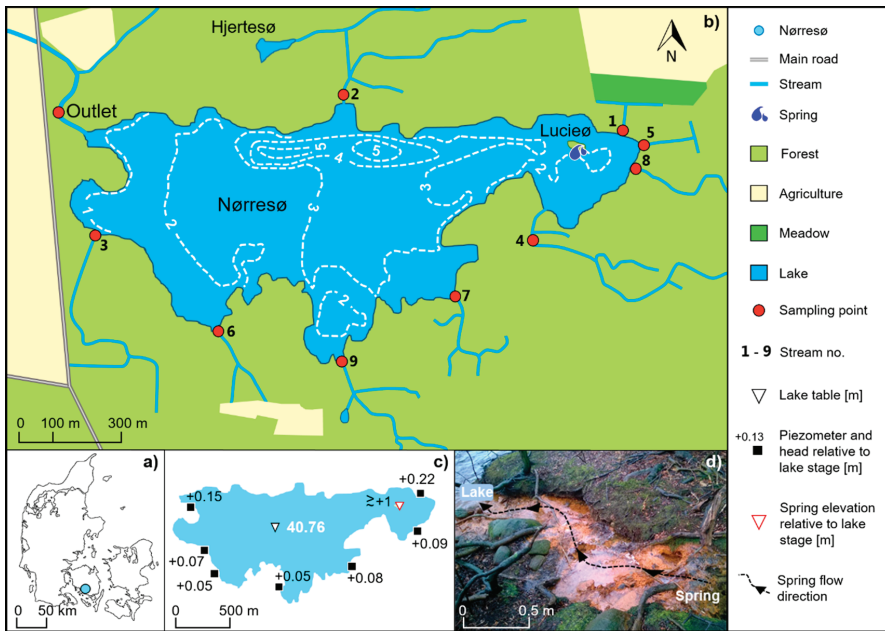 b)
Hjertesø
N
2
Outlet
Lucieø
1
5
8
5
4
5
2
3
Nørresø
2
3
1
3
4
2
7
6
9
0 100 m 300 m
Nørresø
Main road
Stream
Spring
Forest
Agriculture
Meadow
Lake
Sampling point
1 - 9 Stream no.
Lake table [m]
+0.13 Piezometer and
head relative to
lake stage [m]
Spring elevation
relative to lake
stage [m]
Spring flow
direction
a)
0 50 km
c)
+0.15
≳+1
+0.22
40.76
+0.09
+0.07
+0.05
+0.05
+0.08
0 500 m
d)
Lake
Spring
0 0.5 m